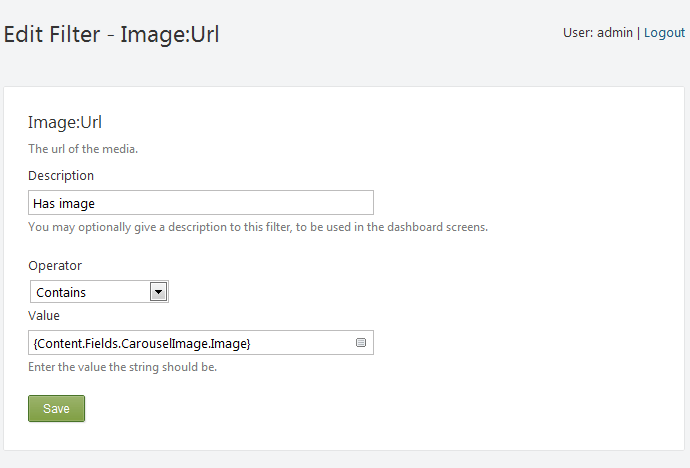 Edit Filter - Image:Url
User: admin | Logout
Image:Url
The url of the media.
Description
Has image
You may optionally give a description to this filter, to be used in the dashboard screens.
Operator
Contains
Value
{Content.Fields.CarouselImage.Image}
Enter the value the string should be.
Save